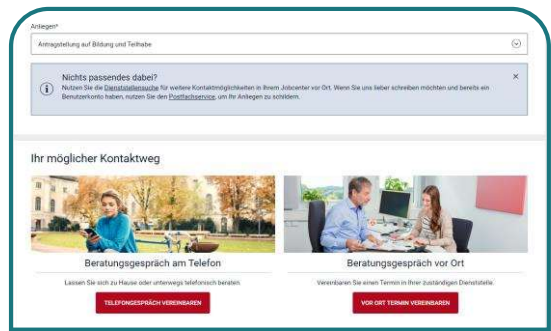 Anliegen*
Antragstellung auf Bildung und Teilhabe
Nichts passendes dabei?
Nutzen Sie die Dienststellensuche für weitere Kontaktmöglichkeiten in Ihrem Jobcenter vor Ort. Wenn Sie uns lieber schreiben möchten und bereits ein
Benutzerkonto haben, nutzen Sie den Postfachservice, um Ihr Anliegen zu schildern.
Ihr möglicher Kontaktweg
Beratungsgespräch am Telefon
Lassen Sie sich zu Hause oder unterwegs telefonisch beraten.
TELEFONGESPRÄCH VEREINBAREN
Beratungsgespräch vor Ort
Vereinbaren Sie einen Termin in Ihrer zuständigen Dienststelle.
VOR ORT TERMIN VEREINBAREN